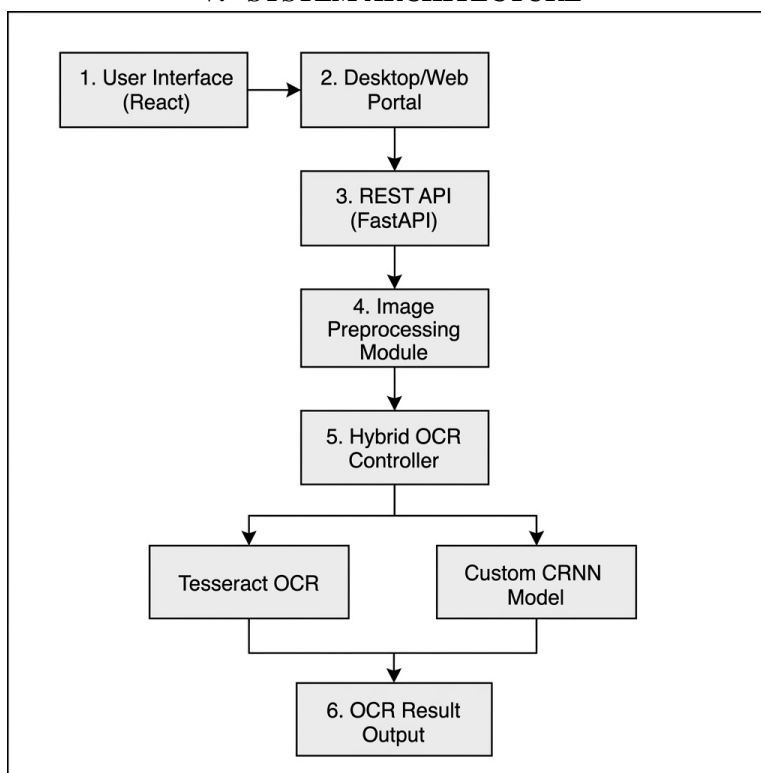 1. User Interface
(React)
2. Desktop/Web
Portal
3. REST API
(FastAPI)
4. Image
Preprocessing
Module
5. Hybrid OCR
Controller
Tesseract OCR
Custom CRNN
Model
6. OCR Result
Output